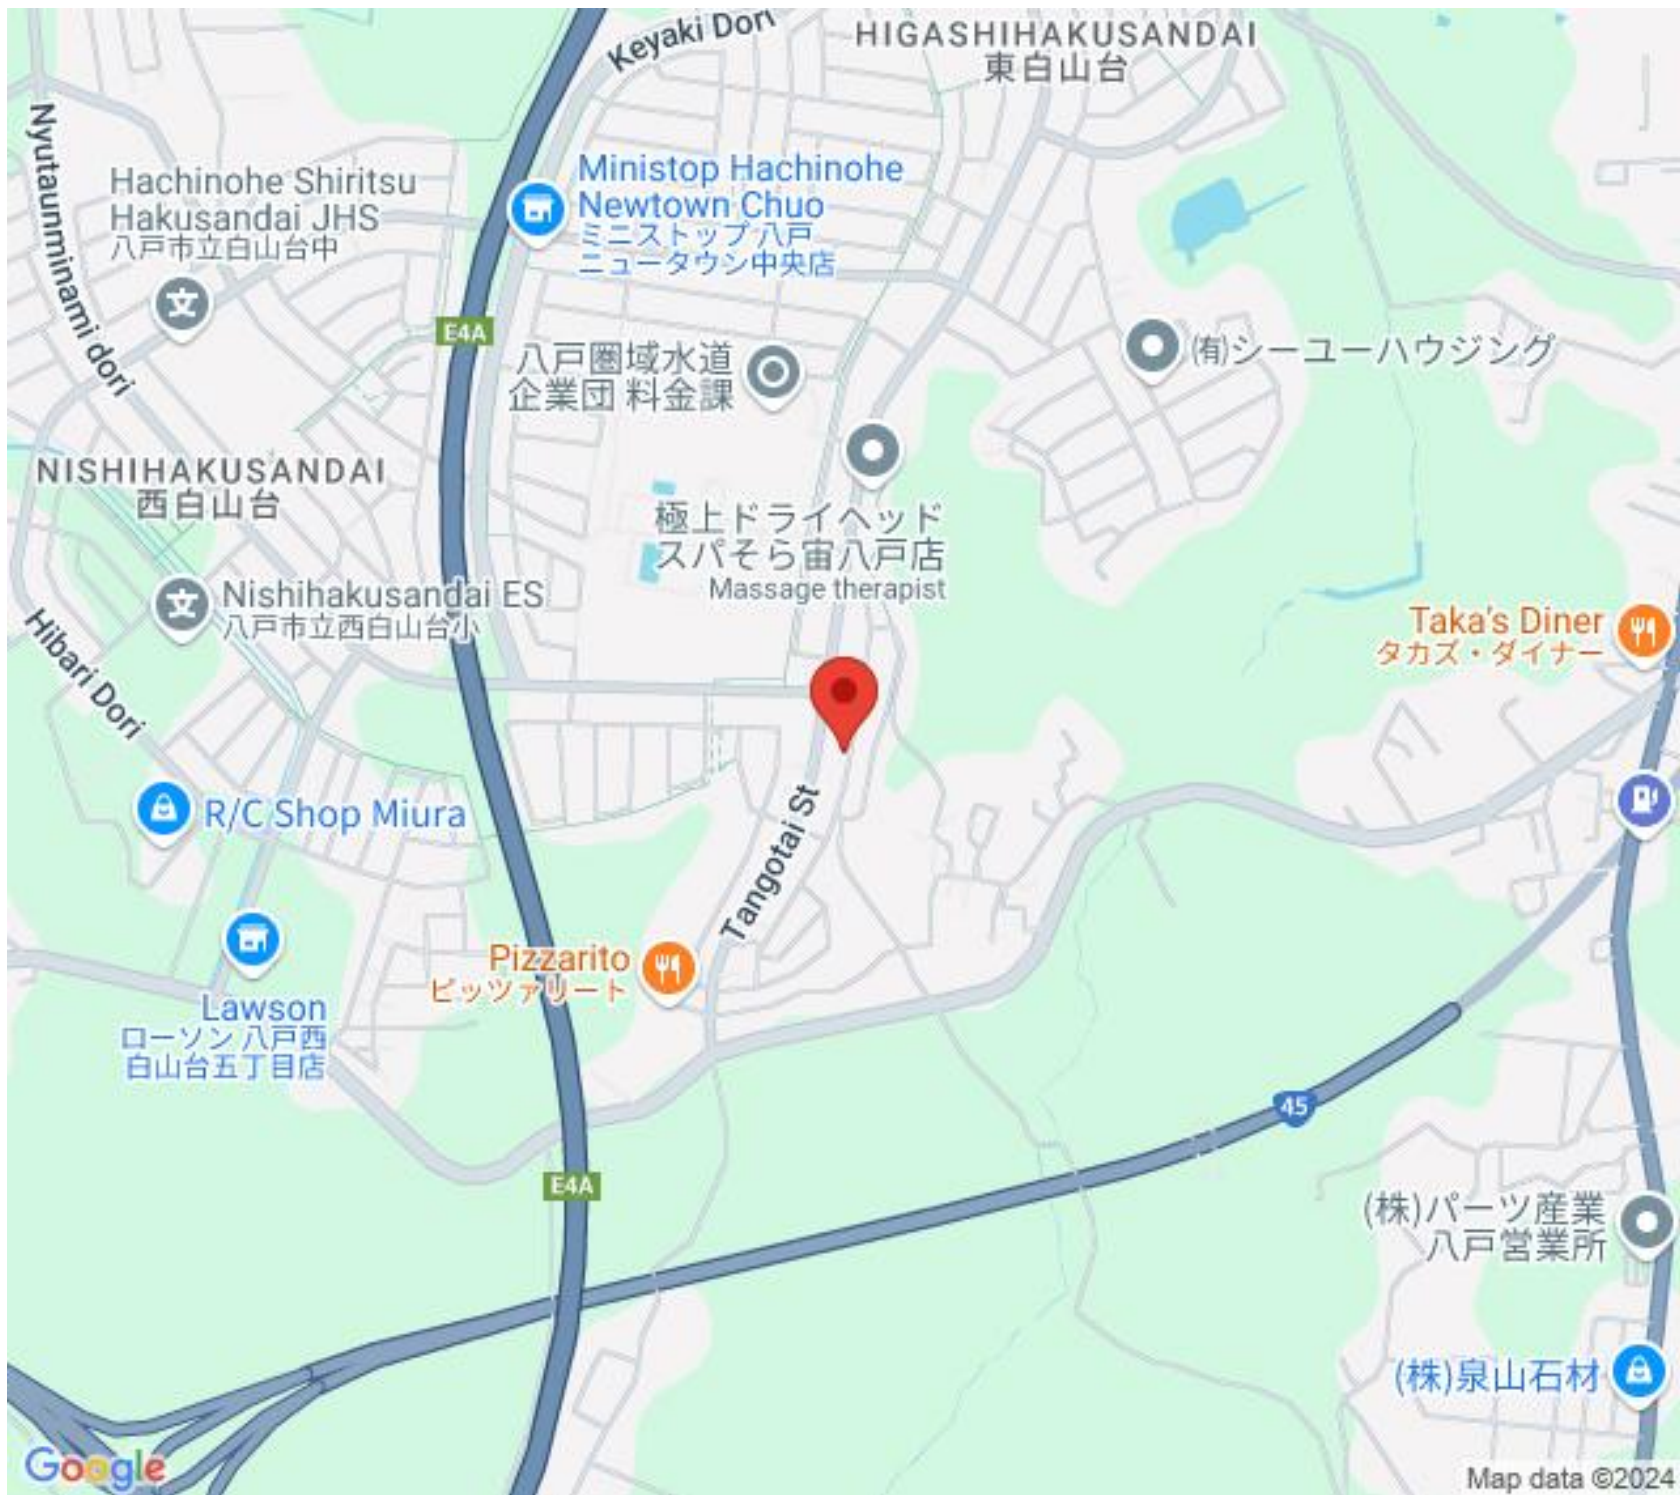 Keyaki Dori
HIGASHIHAKUSANDAI
東白山台
Nyutaunminami dori
Hachinohe Shiritsu
Hakusandai JHS
八戸市立白山台中
文
Ministop Hachinohe
Newtown Chuo
ミニストップ 八戸
ニュータウン中央店
E4A
八戸圏域水道
企業団 料金課
㈲シーユーハウジング
NISHIHAKUSANDAI
西白山台
極上ドライヘッド
スパそら宙八戸店
Massage therapist
文
Nishihakusandai ES
八戸市立西白山台小
Taka's Diner
タカズ・ダイナー
Hibari Dori
R/C Shop Miura
Tangotai St
Pizzarito
ピッツァリート
Lawson
ローソン 八戸西
白山台五丁目店
45
E4A
(株)パーツ産業
八戸営業所
(株)泉山石材
Google
Map data ©2024